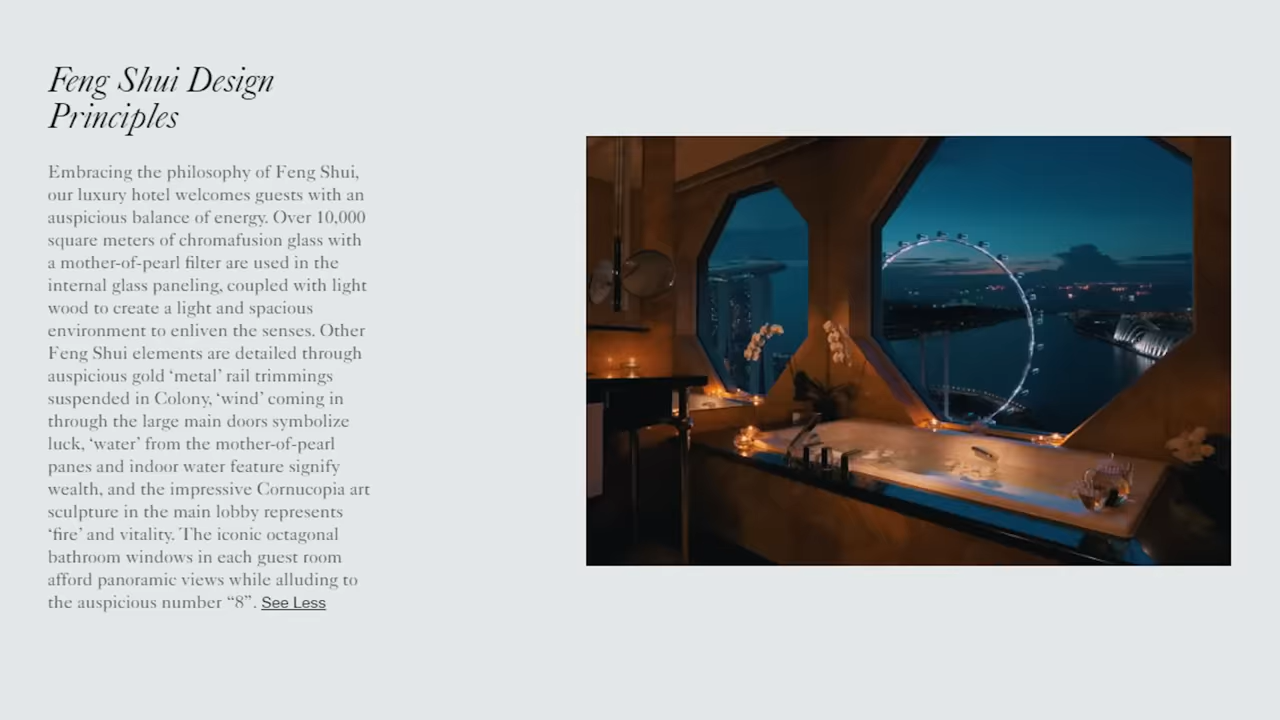 Feng Shui Design
Principles
Embracing the philosophy of Feng Shui,
our luxury hotel welcomes guests with an
auspicious balance of energy. Over 10,000
square meters of chromafusion glass with
a mother-of-pearl filter are used in the
internal glass paneling, coupled with light
wood to create a light and spacious
environment to enliven the senses. Other
Feng Shui elements are detailed through
auspicious gold ‘metal’ rail trimmings
suspended in Colony, ‘wind’ coming in
through the large main doors symbolize
luck, ‘water’ from the mother-of-pearl
panes and indoor water feature signify
wealth, and the impressive Cornucopia art
sculpture in the main lobby represents
‘fire’ and vitality. The iconic octagonal
bathroom windows in each guest room
afford panoramic views while alluding to
the auspicious number “8”. See Less